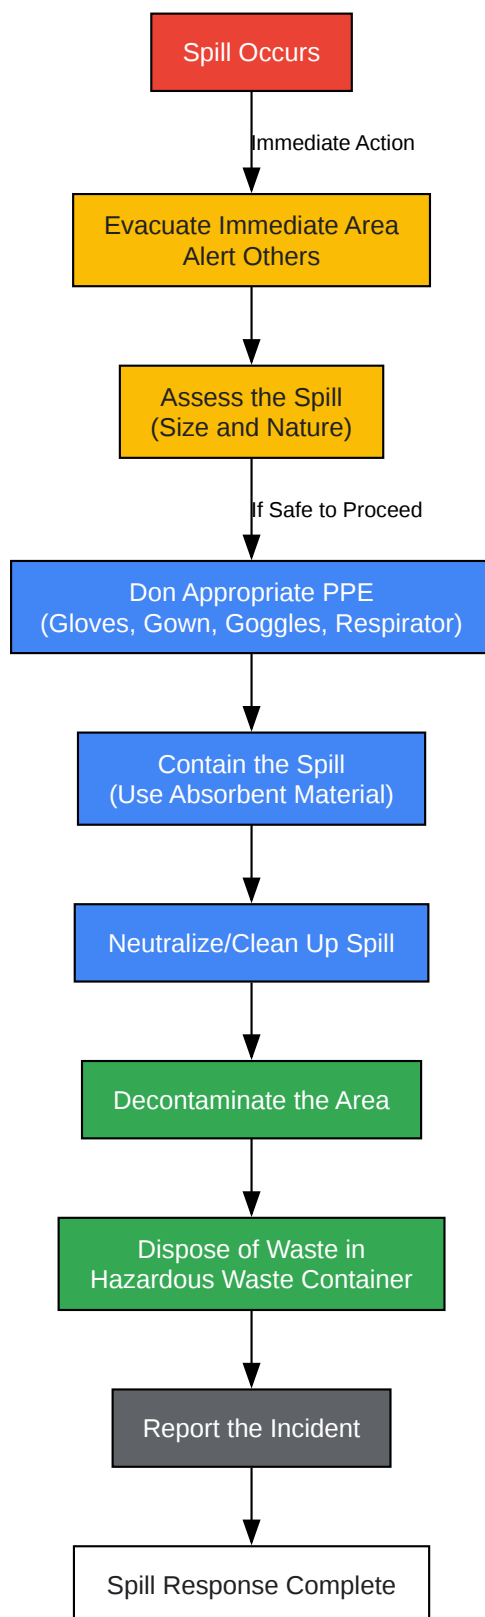 Spill Occurs
Immediate Action
Evacuate Immediate Area
Alert Others
Assess the Spill
(Size and Nature)
If Safe to Proceed
Don Appropriate PPE
(Gloves, Gown, Goggles, Respirator)
Contain the Spill
(Use Absorbent Material)
Neutralize/Clean Up Spill
Decontaminate the Area
Dispose of Waste in
Hazardous Waste Container
Report the Incident
Spill Response Complete